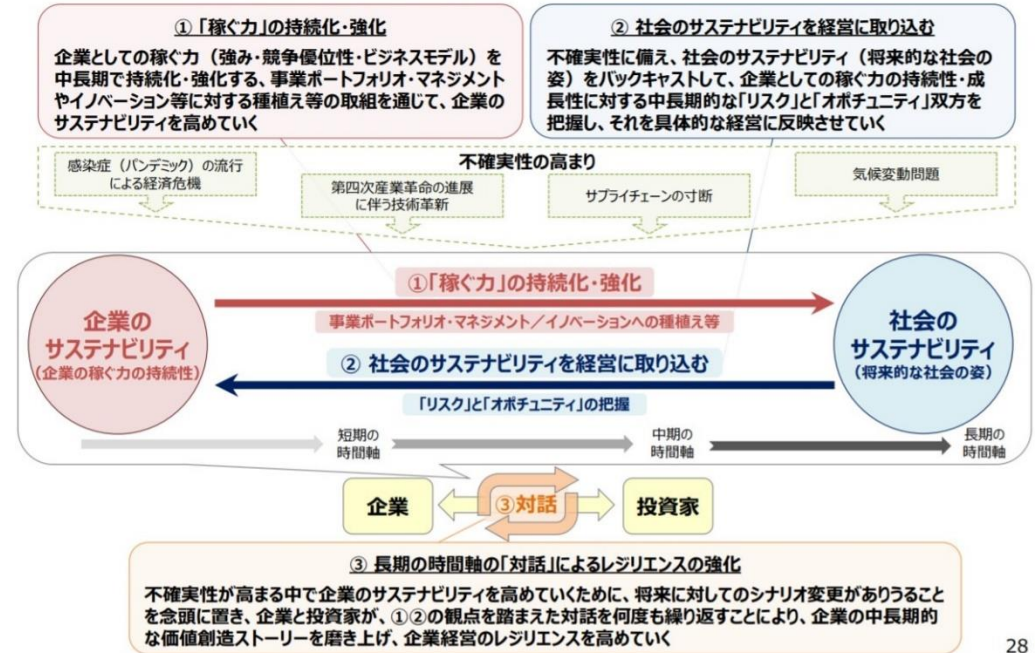 ①「稼ぐ力」の持続化・強化
企業としての稼ぐ力（強み・競争優位性・ビジネスモデル）を
中長期で持続化・強化する、事業ポートフォリオ・マネジメント
やイノベーション等に対する種植え等の取組を通じて、企業の
サステナビリティを高めていく
② 社会のサステナビリティを経営に取り込む
不確実性に備え、社会のサステナビリティ（将来的な社会の
姿）をバックキャストして、企業としての稼ぐ力の持続性・成
長性に対する中長期的な「リスク」と「オポチュニティ」双方を
把握し、それを具体的な経営に反映させていく
不確実性の高まり
感染症（パンデミック）の流行
による経済危機
第四次産業革命の進展
に伴う技術革新
サプライチェーンの寸断
気候変動問題
企業の
サステナビリティ
（企業の稼ぐ力の持続性）
①「稼ぐ力」の持続化・強化
事業ポートフォリオ・マネジメント／イノベーションへの種植え等
② 社会のサステナビリティを経営に取り込む
「リスク」と「オポチュニティ」の把握
社会の
サステナビリティ
（将来的な社会の姿）
短期の
時間軸
中期の
時間軸
長期の
時間軸
企業
③対話
投資家
③ 長期の時間軸の「対話」によるレジリエンスの強化
不確実性が高まる中で企業のサステナビリティを高めていくために、将来に対してのシナリオ変更がありうること
を念頭に置き、企業と投資家が、①②の観点を踏まえた対話を何度も繰り返すことにより、企業の中長期的
な価値創造ストーリーを磨き上げ、企業経営のレジリエンスを高めていく
28